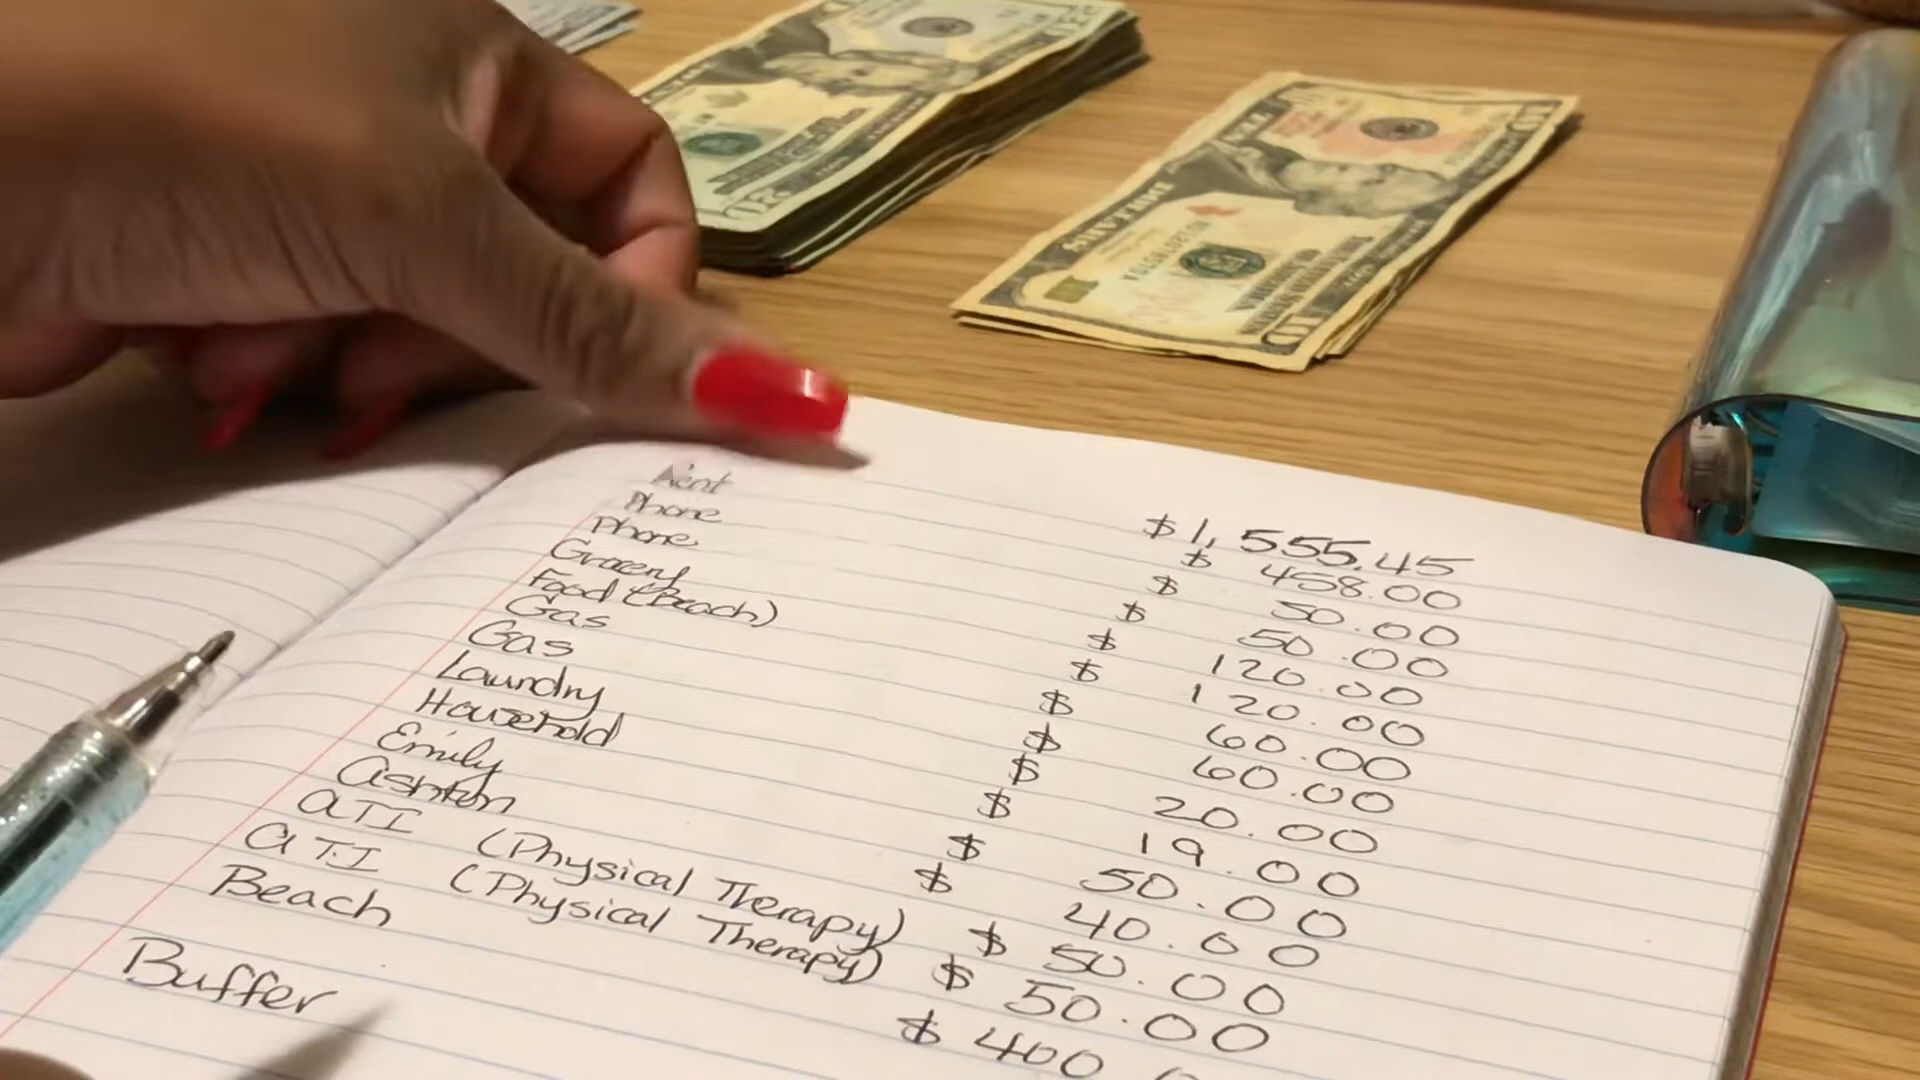 $1,555.45
Rent $ 458.00
Phone $ 50.00
Phone $ 50.00
Grocery $ 120.00
Food (Beach) $ 120.00
Gas $ 60.00
Gas $ 60.00
Laundry $ 20.00
Household $ 19.00
Emily $ 50.00
Ashton $ 40.00
ATI (Physical Therapy) $ 50.00
ATI (Physical Therapy) $ 50.00
Beach $ 400
Buffer